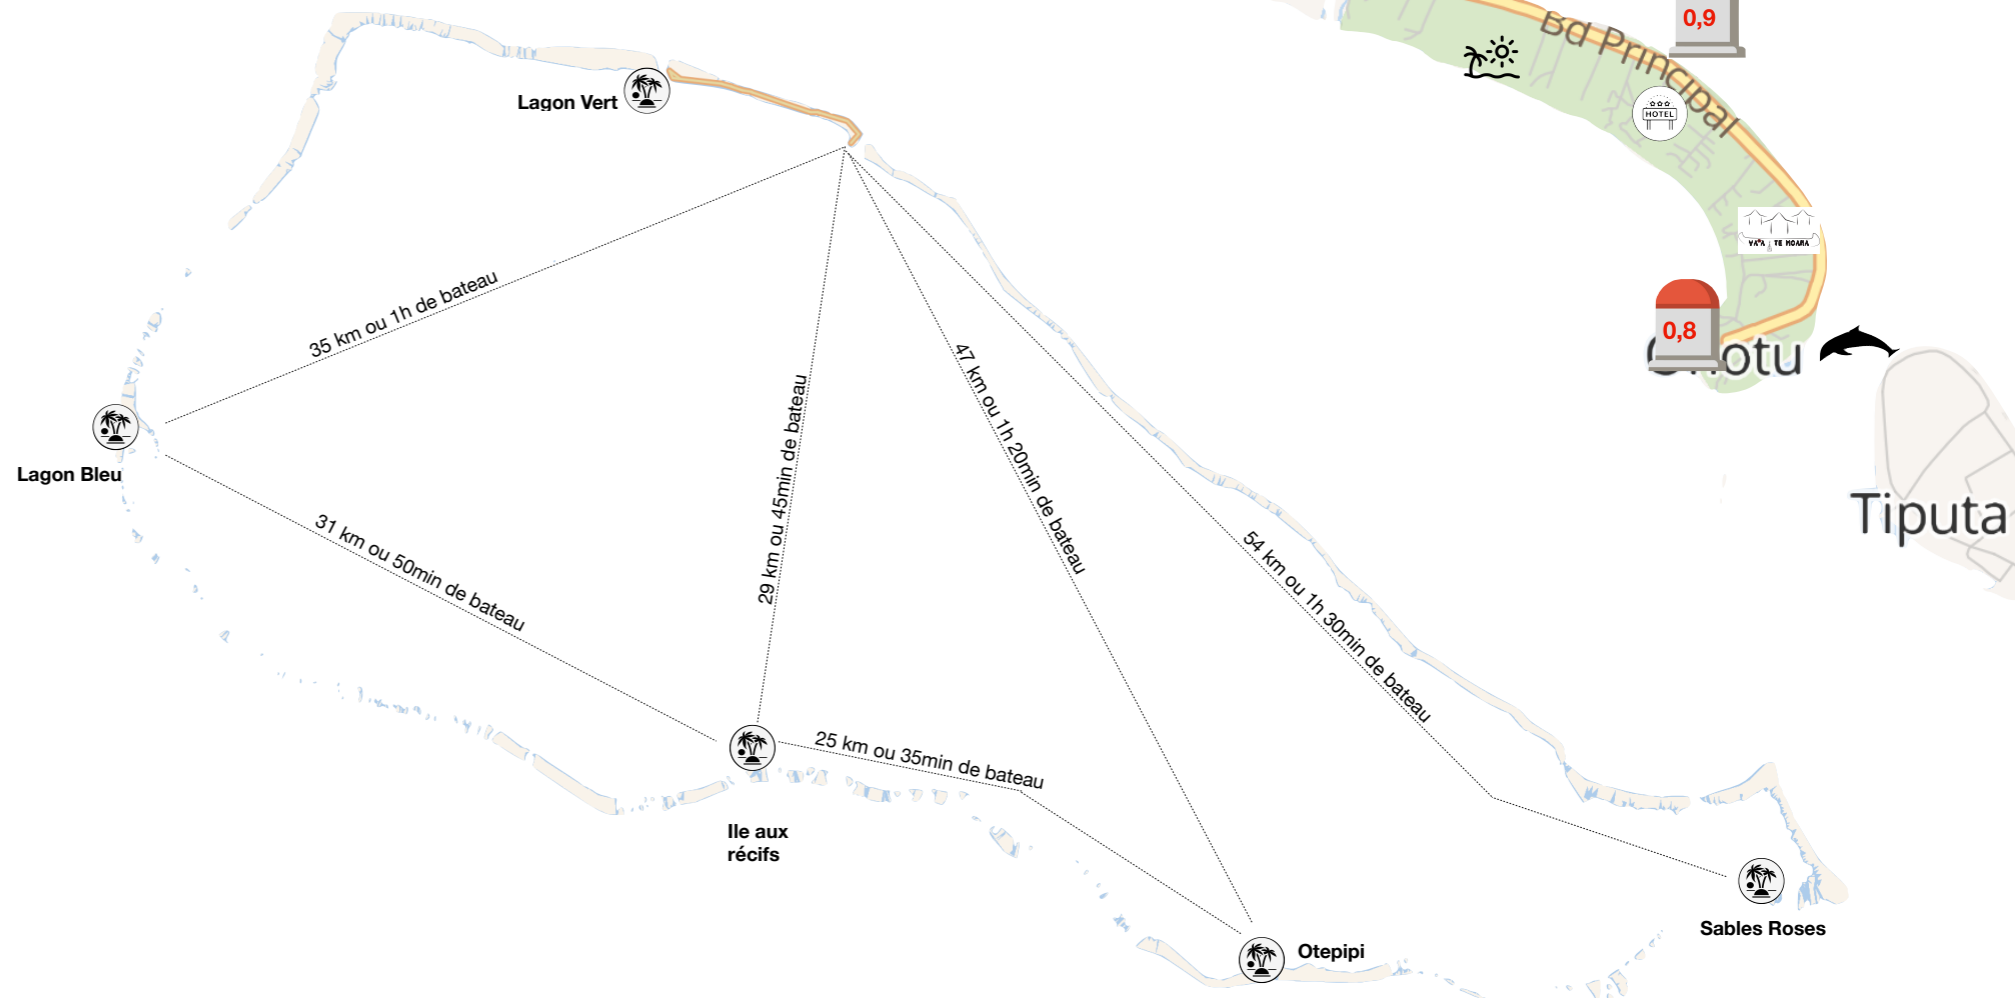 0,9
Bd Principal
Lagon Vert
HOTEL
VA'A TE MOANA
35 km ou 1h de bateau
0,8
47 km ou 1h 20min de bateau
29 km ou 45min de bateau
Lagon Bleu
Tiputa
31 km ou 50min de bateau
54 km ou 1h 30min de bateau
25 km ou 35min de bateau
Ile aux
récifs
Sables Roses
Otepipi